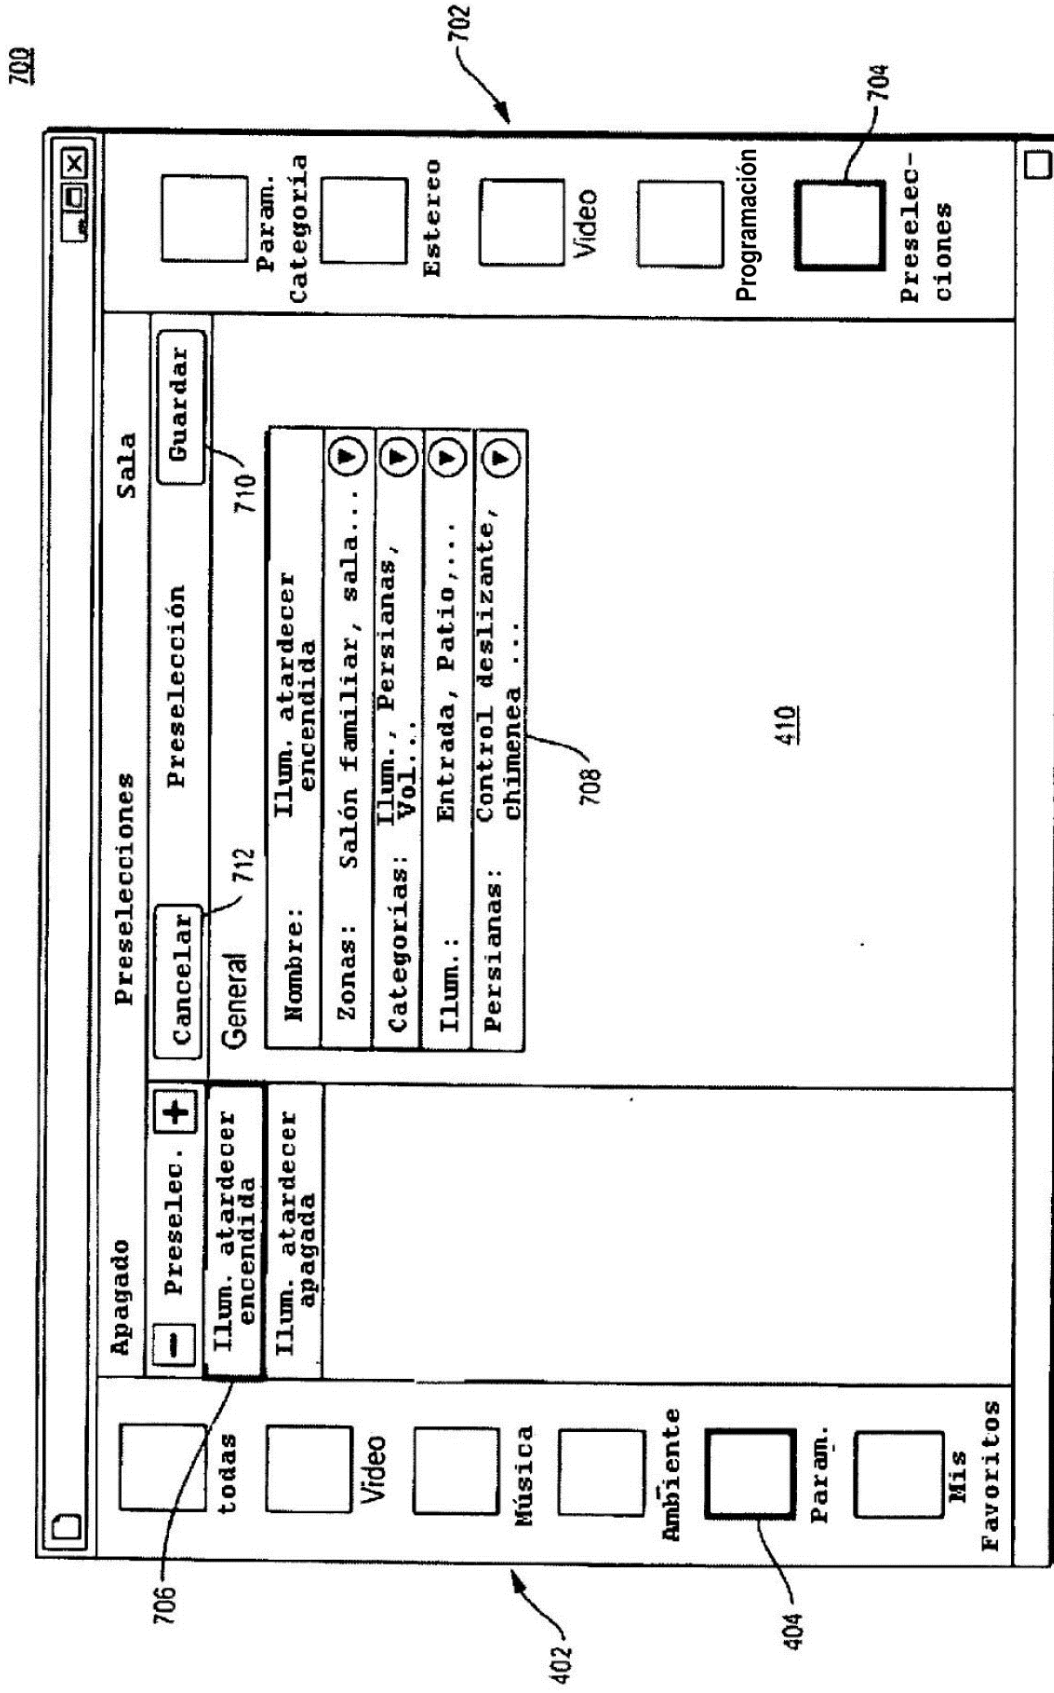 700
702
Apagado
Preselecciones
Sala
- Preselec. +
Cancelar
Preselección
Guardar
712
710
General
Ilum. atardecer
encendida
Ilum. atardecer
apagada
Nombre:
Ilum. atardecer
encendida
Zonas:
Salón familiar, sala...
Categorías:
Ilum., Persianas,
Vol...
Ilum.:
Entrada, Patio,...
Persianas:
Control deslizante,
chimenea ...
708
410
todas
Video
Música
Ambiente
Param.
Mis
Favoritos
Param.
Categoría
Estereo
Video
Programación
Preselec-
ciones
704
706
402
404